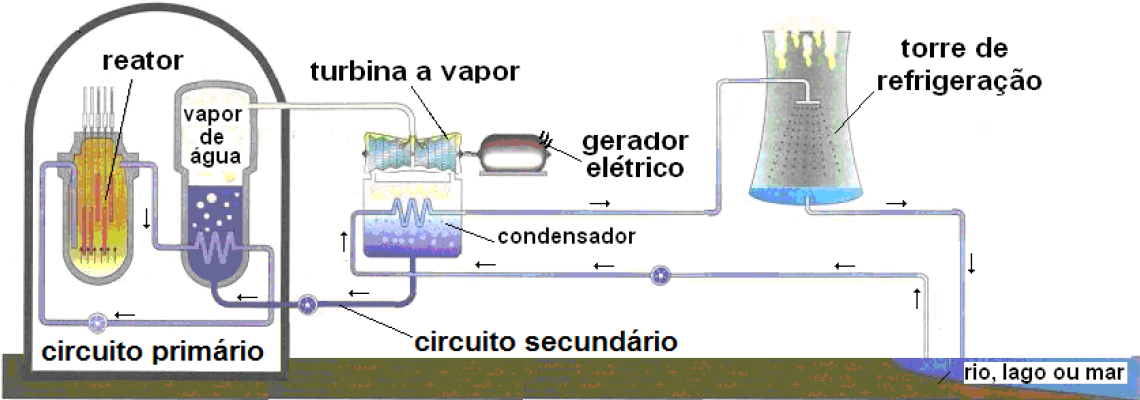 reator
vapor
de
água
turbina a vapor
gerador
elétrico
torre de
refrigeração
condensador
circuito primário
circuito secundário
rio, lago ou mar